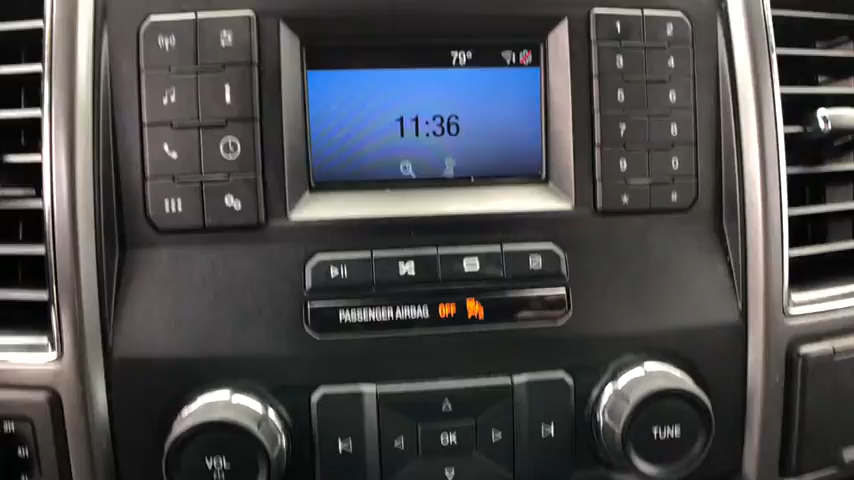 79°
11:36
1 2
3 4
5 6
7 8
9 0
* #
PASSENGER AIRBAG OFF
VOL
OK
TUNE